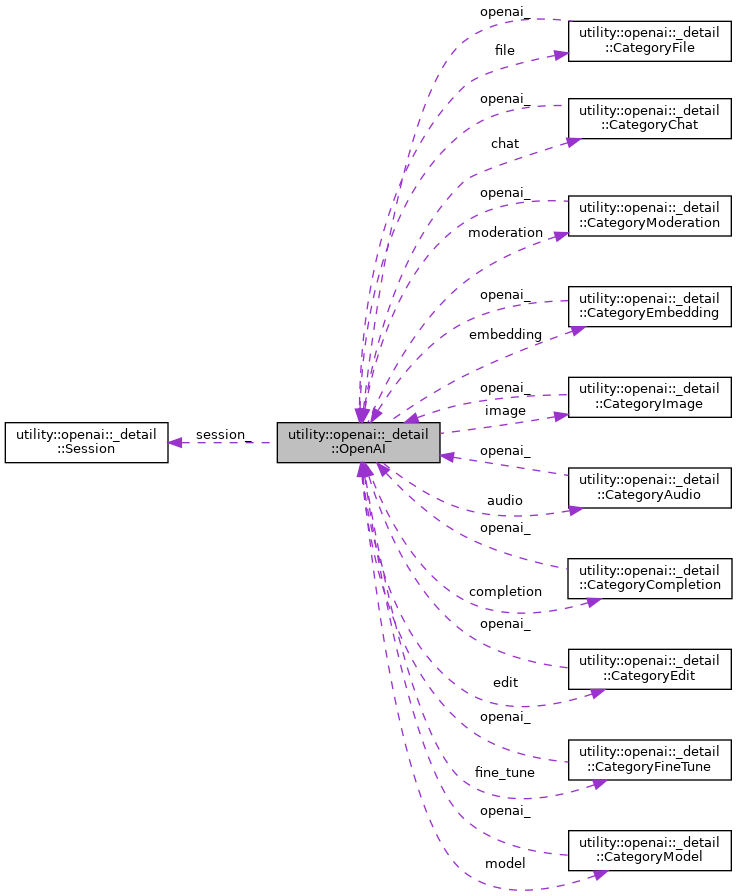 openai_
utility::openai::_detail
::CategoryFile
file
openai_
utility::openai::_detail
::CategoryChat
chat
openai_
utility::openai::_detail
::CategoryModeration
moderation
openai_
utility::openai::_detail
::CategoryEmbedding
embedding
openai_
utility::openai::_detail
::CategoryImage
image
utility::openai::_detail
::Session
session_
utility::openai::_detail
::OpenAI
openai_
utility::openai::_detail
::CategoryAudio
audio
openai_
utility::openai::_detail
::CategoryCompletion
completion
openai_
utility::openai::_detail
::CategoryEdit
edit
openai_
utility::openai::_detail
::CategoryFineTune
fine_tune
openai_
utility::openai::_detail
::CategoryModel
model